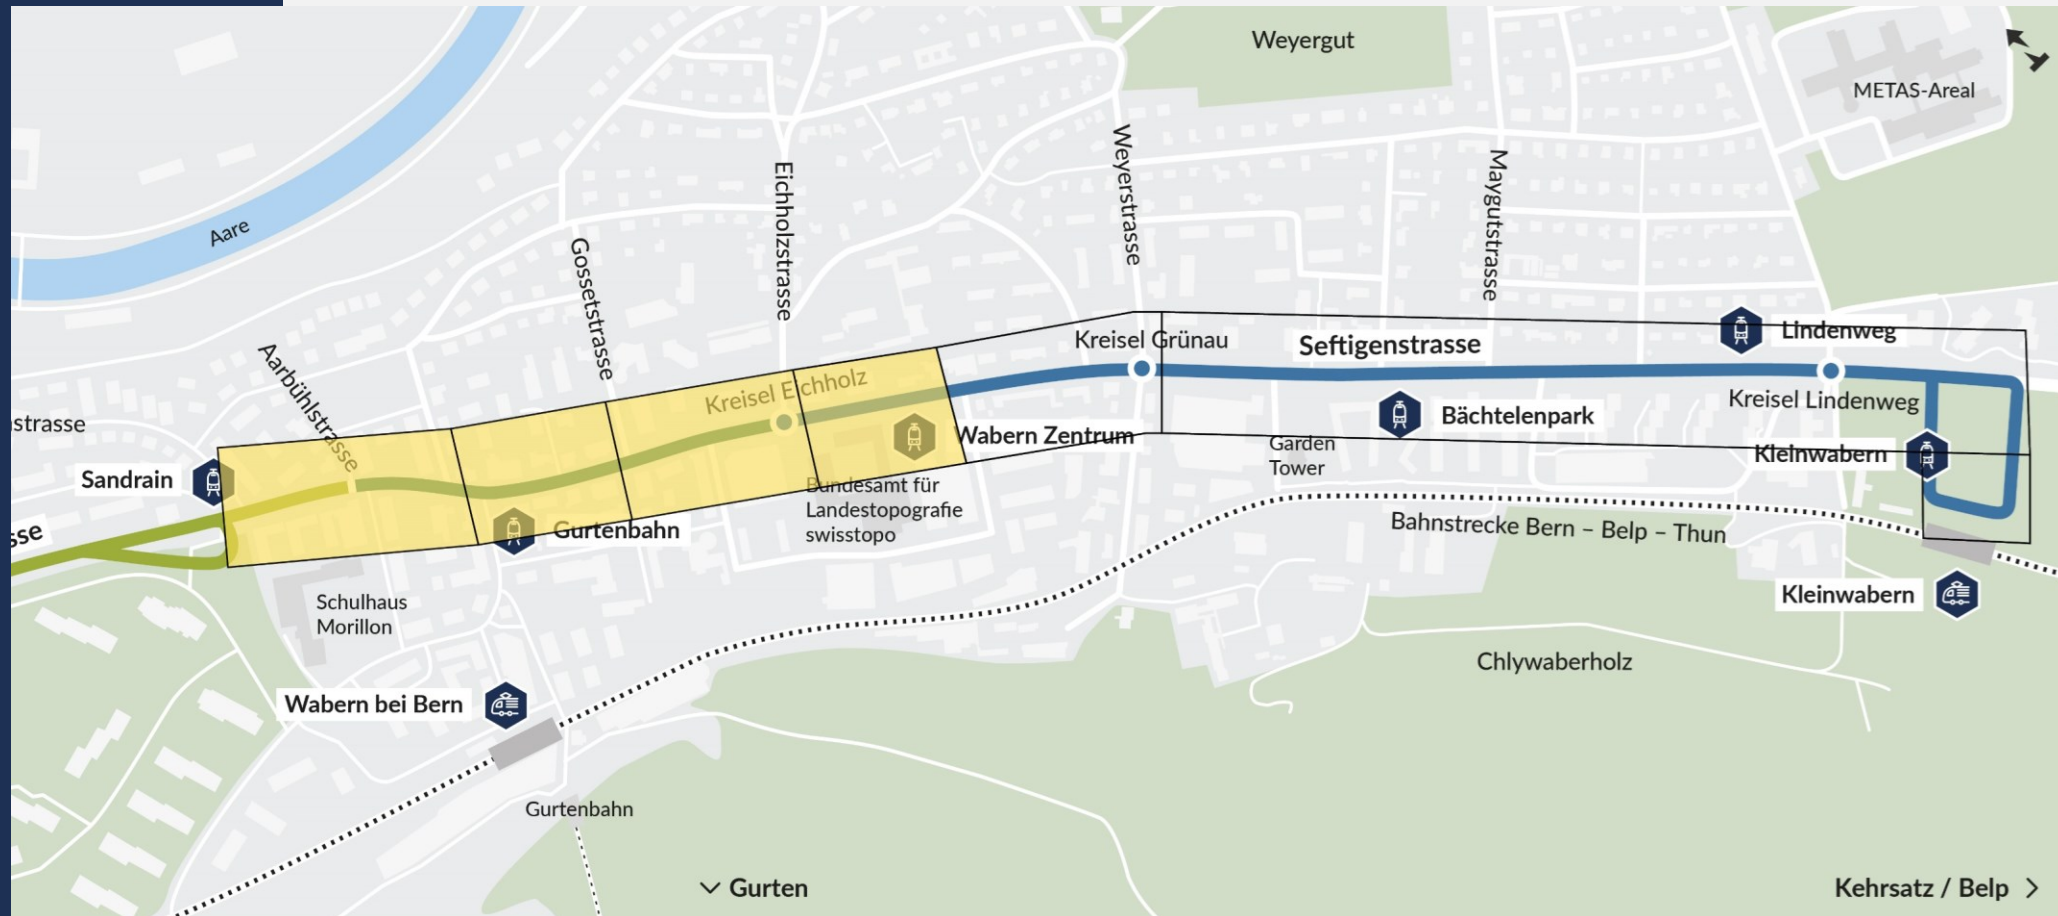 Weyergut
METAS-Areal
Aare
Weyerstrasse
Eichholzstrasse
Maygutstrasse
Gossetstrasse
Aarbühlstrasse
Kreisel Grünau
Seftigenstrasse
Lindenweg
Kreisel Eichholz
Kreisel Lindenweg
Bächtelenpark
Wabern Zentrum
Garden
Tower
Kleinwabern
strasse
Sandrain
sse
Gurtenbahn
Bundesamt für
Landestopografie
swisstopo
Bahnstrecke Bern – Belp – Thun
Kleinwabern
Schulhaus
Morillon
Chlywaberholz
Wabern bei Bern
Gurtenbahn
Gurten
Kehrsatz / Belp